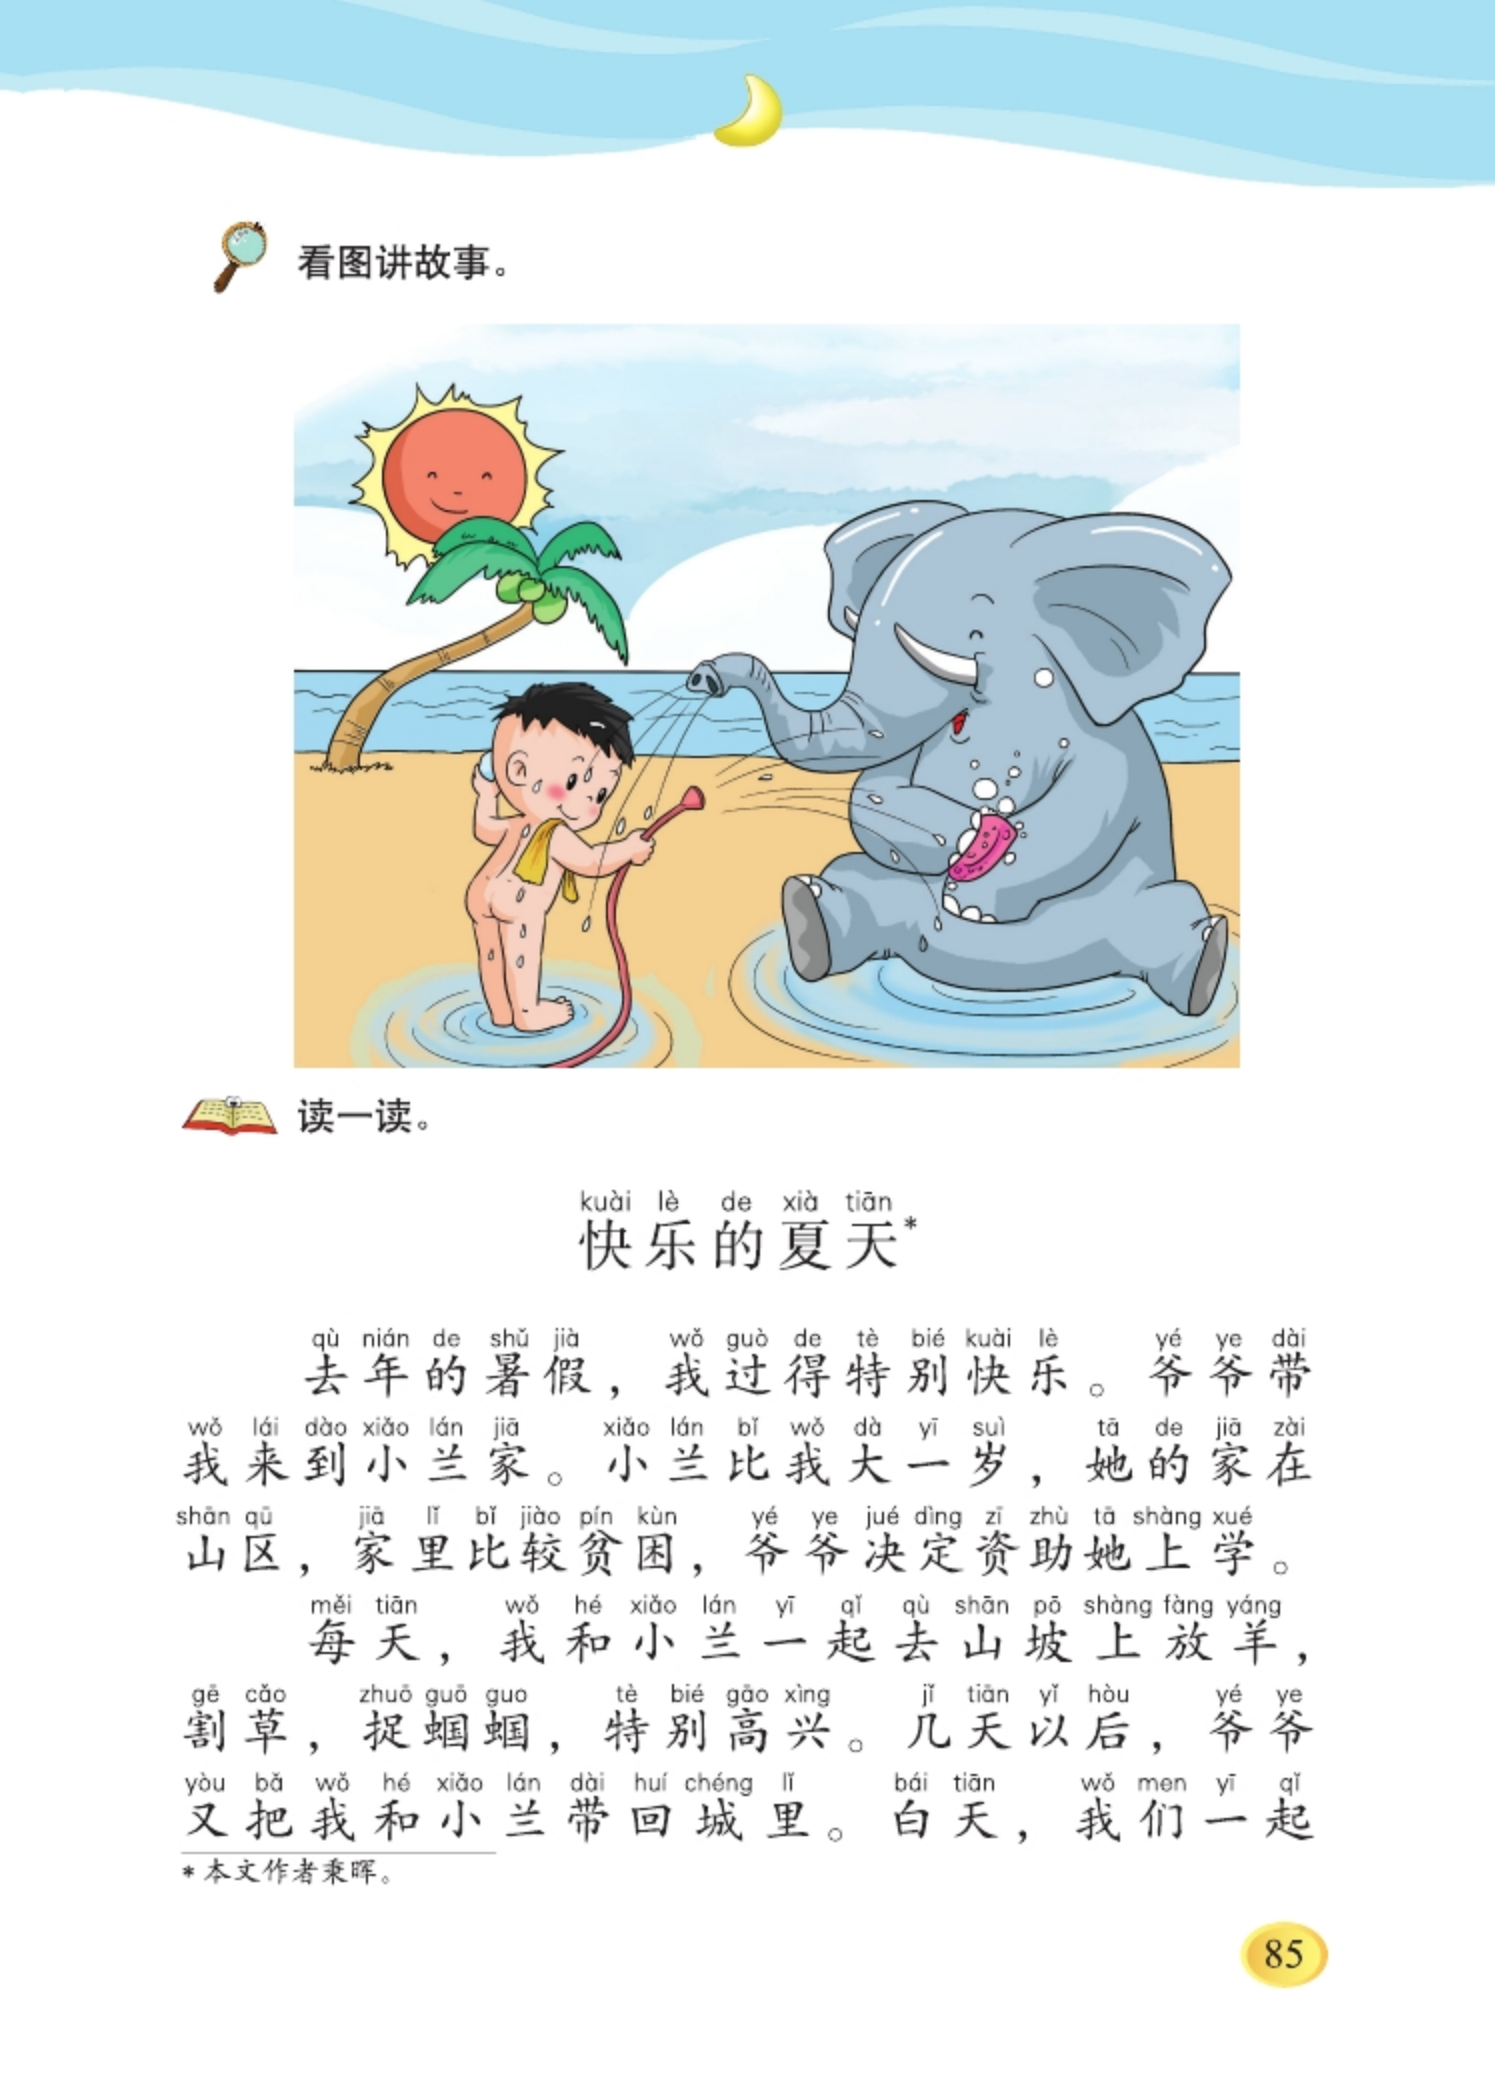 看图讲故事。
读一读。
kuài lè de xià tiān
快乐的夏天*
qù nián de shǔ jià wǒ guò de tè bié kuài lè yé ye dài
去年的暑假，我过得特别快乐。爷爷带
wǒ lái dào xiǎo lán jiā xiǎo lán bǐ wǒ dà yī suì tā de jiā zài
我来到小兰家。小兰比我大一岁，她的家在
shān qū jiā lǐ bǐ jiào pín kùn yé ye jué dìng zī zhù tā shàng xué
山区，家里比较贫困，爷爷决定资助她上学。
měi tiān wǒ hé xiǎo lán yī qǐ qù shān pō shàng fàng yáng
每天，我和小兰一起去山坡上放羊，
gē cǎo zhuō guō guo tè bié gāo xìng jǐ tiān yǐ hòu yé ye
割草，捉蝈蝈，特别高兴。几天以后，爷爷
yòu bǎ wǒ hé xiǎo lán dài huí chéng lǐ bái tiān wǒ men yī qǐ
又把我和小兰带回城里。白天，我们一起
*本文作者秉晖。
85